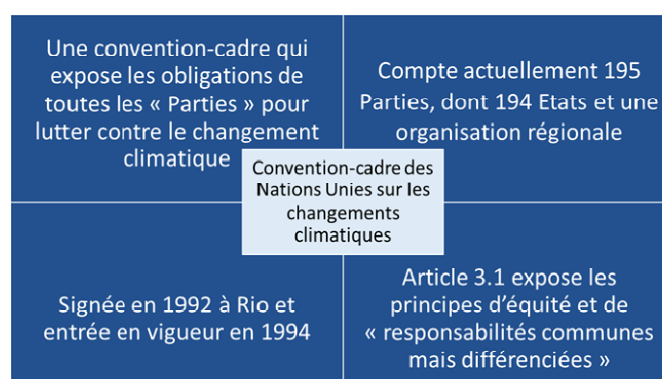 Une convention-cadre qui
expose les obligations de
toutes les « Parties » pour
lutter contre le changement
climatique
Compte actuellement 195
Parties, dont 194 Etats et une
organisation régionale
Convention-cadre des
Nations Unies sur les
changements
climatiques
Signée en 1992 à Rio et
entrée en vigueur en 1994
Article 3.1 expose les
principes d'équité et de
« responsabilités communes
mais différenciées »